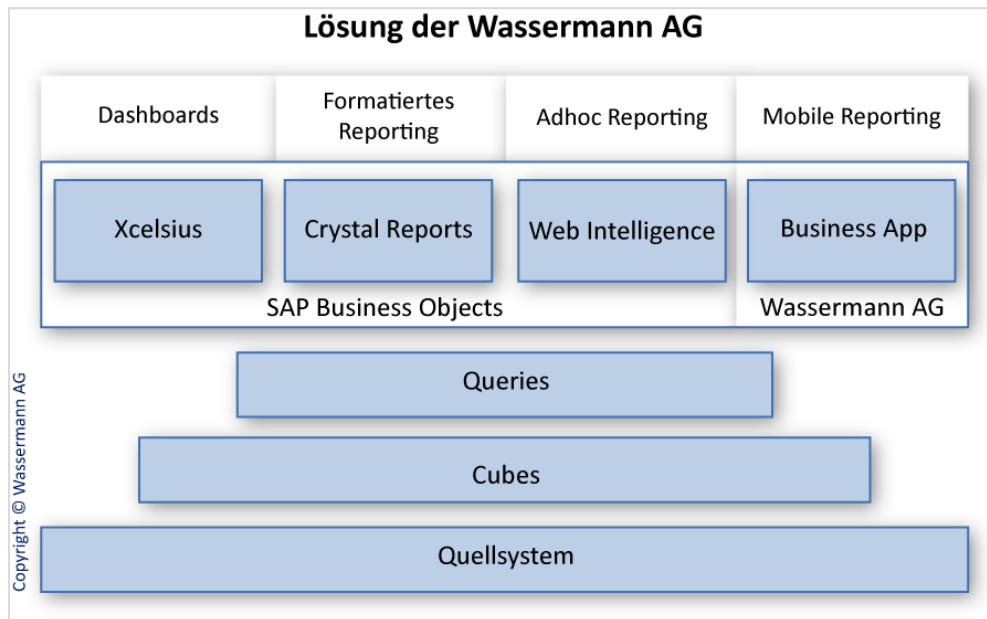 Lösung der Wassermann AG
Dashboards
Formatiertes
Reporting
Adhoc Reporting
Mobile Reporting
Xcelsius
Crystal Reports
Web Intelligence
Business App
SAP Business Objects
Wassermann AG
Queries
Cubes
Quellsystem
Copyright © Wassermann AG